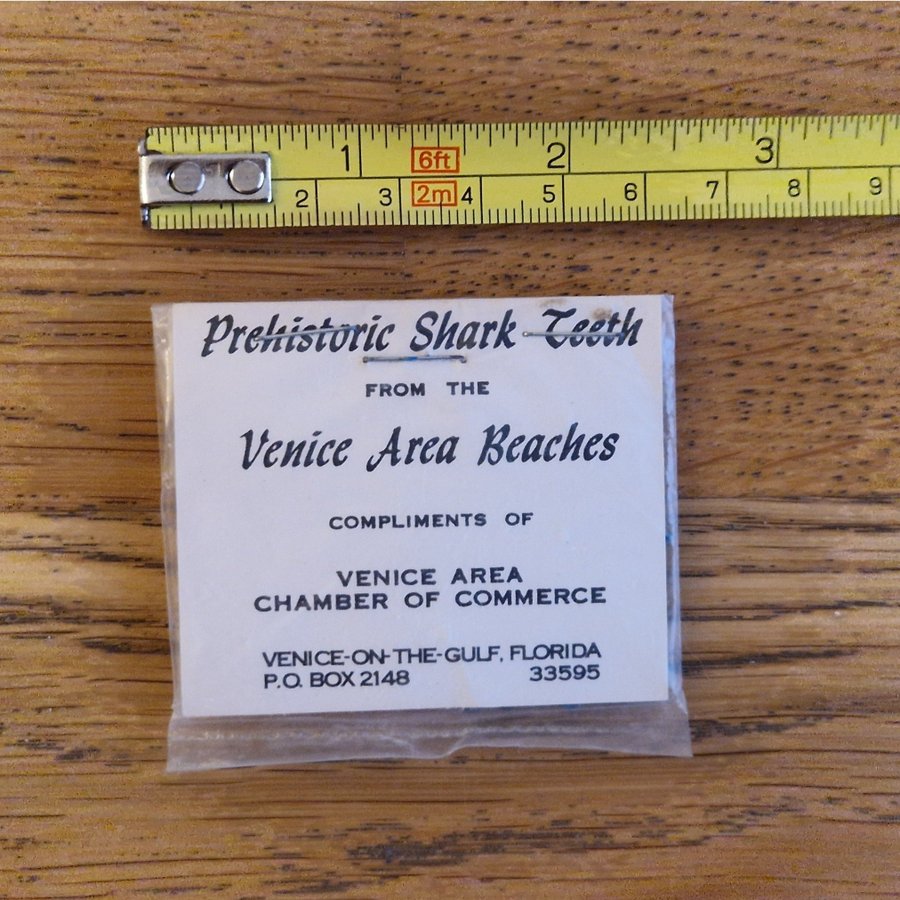 1 6ft 2 3
2 3 2m 4 5 6 7 8 9
Prehistoric Shark Teeth
FROM THE
Venice Area Beaches
COMPLIMENTS OF
VENICE AREA
CHAMBER OF COMMERCE
VENICE-ON-THE-GULF, FLORIDA
P.O. BOX 2148 33595